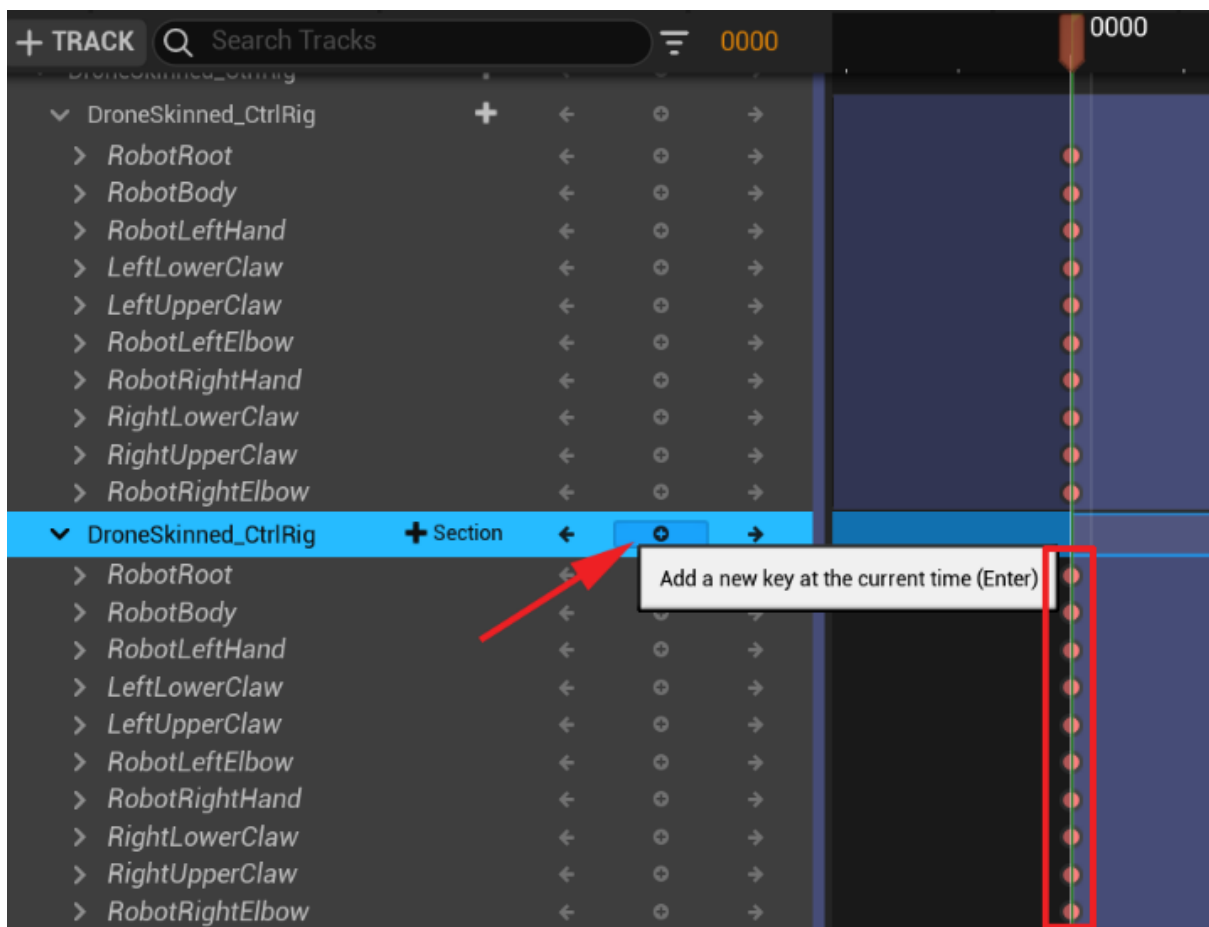 + TRACK Search Tracks 0000 0000
DroneSkinned_CtrlRig
DroneSkinned_CtrlRig +
RobotRoot
RobotBody
RobotLeftHand
LeftLowerClaw
LeftUpperClaw
RobotLeftElbow
RobotRightHand
RightLowerClaw
RightUpperClaw
RobotRightElbow
DroneSkinned_CtrlRig + Section
RobotRoot Add a new key at the current time (Enter)
RobotBody
RobotLeftHand
LeftLowerClaw
LeftUpperClaw
RobotLeftElbow
RobotRightHand
RightLowerClaw
RightUpperClaw
RobotRightElbow